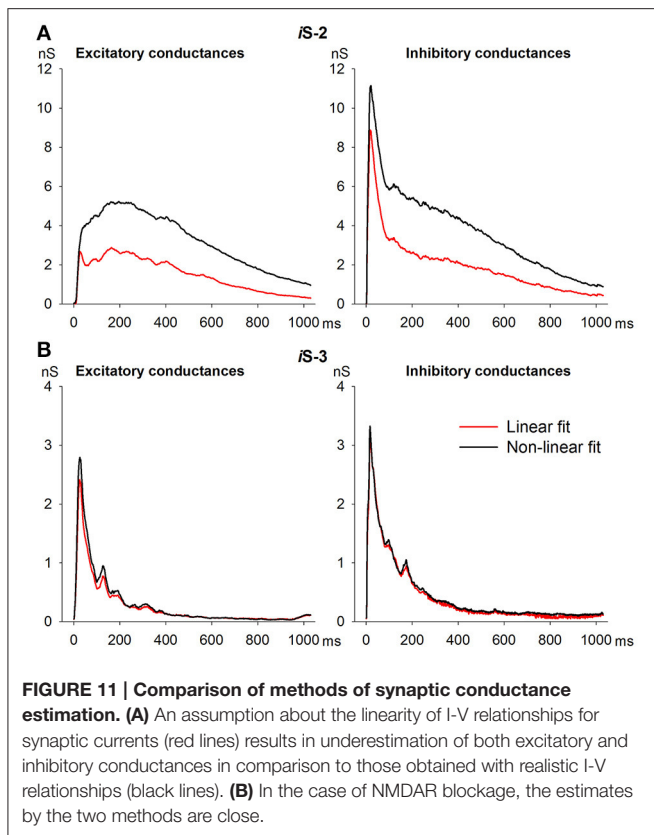 A
iS-2
nS
Excitatory conductances
12
10
8
6
4
2
0
0 200 400 600 800 1000 ms
nS
Inhibitory conductances
12
10
8
6
4
2
0
0 200 400 600 800 1000 ms
B
iS-3
nS
Excitatory conductances
4
3
2
1
0
0 200 400 600 800 1000 ms
nS
Inhibitory conductances
4
3
2
1
0
0 200 400 600 800 1000 ms
Linear fit
Non-linear fit
FIGURE 11 | Comparison of methods of synaptic conductance
estimation. (A) An assumption about the linearity of I-V relationships for
synaptic currents (red lines) results in underestimation of both excitatory and
inhibitory conductances in comparison to those obtained with realistic I-V
relationships (black lines). (B) In the case of NMDAR blockage, the estimates
by the two methods are close.